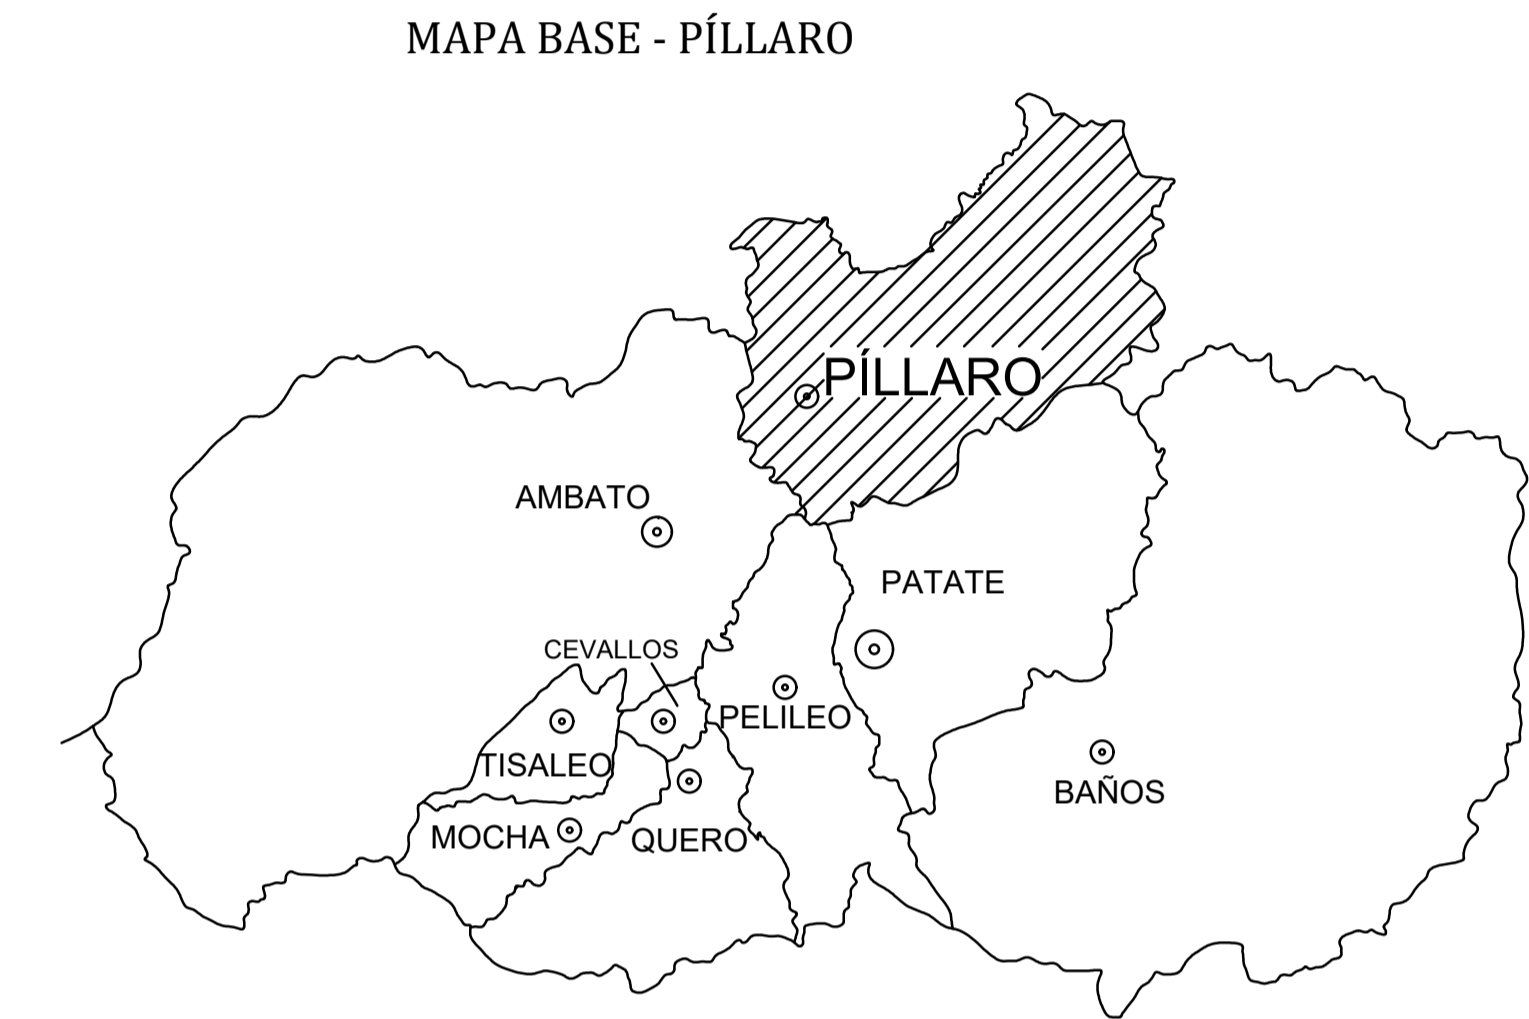 MAPA BASE - PÍLLARO
PÍLLARO
AMBATO
PATATE
CEVALLOS
PELILEO
TISALEO
BAÑOS
MOCHA
QUERO